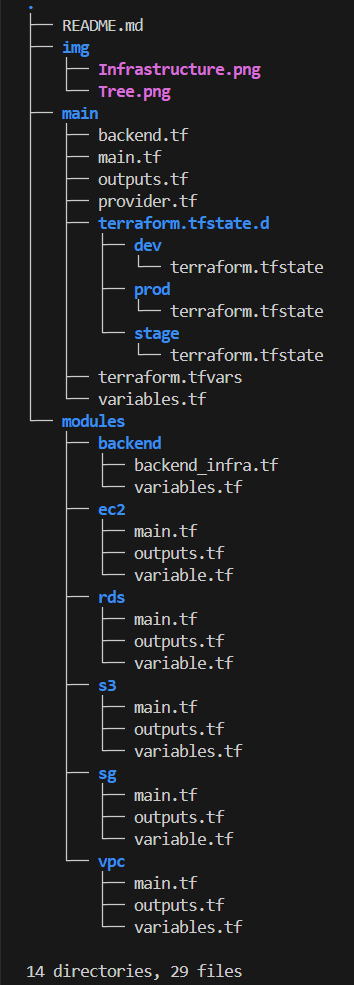 .
├── README.md
├── img
│   ├── Infrastructure.png
│   └── Tree.png
├── main
│   ├── backend.tf
│   ├── main.tf
│   ├── outputs.tf
│   ├── provider.tf
│   ├── terraform.tfstate.d
│   │   ├── dev
│   │   │   └── terraform.tfstate
│   │   ├── prod
│   │   │   └── terraform.tfstate
│   │   └── stage
│   │       └── terraform.tfstate
│   ├── terraform.tfvars
│   └── variables.tf
└── modules
    ├── backend
    │   ├── backend_infra.tf
    │   └── variables.tf
    ├── ec2
    │   ├── main.tf
    │   ├── outputs.tf
    │   └── variable.tf
    ├── rds
    │   ├── main.tf
    │   ├── outputs.tf
    │   └── variable.tf
    ├── s3
    │   ├── main.tf
    │   ├── outputs.tf
    │   └── variables.tf
    ├── sg
    │   ├── main.tf
    │   ├── outputs.tf
    │   └── variable.tf
    └── vpc
        ├── main.tf
        ├── outputs.tf
        └── variables.tf
14 directories, 29 files